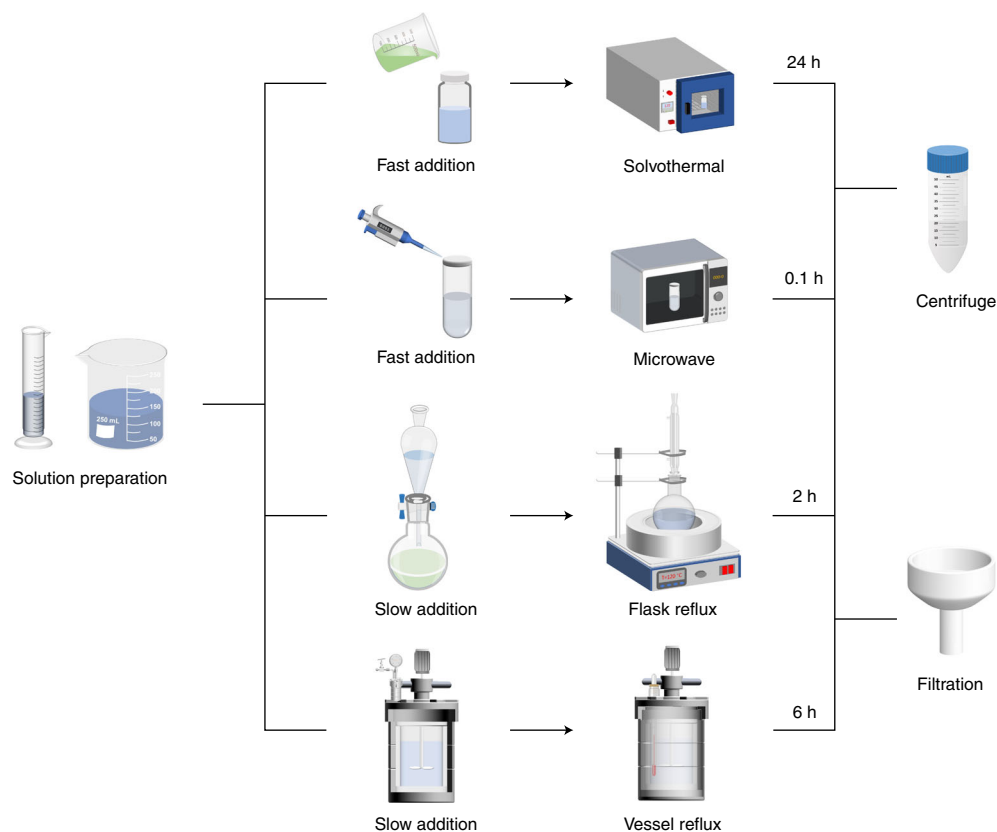 24 h
Fast addition
Solvothermal
0.1 h
Centrifuge
Fast addition
Microwave
250 mL
150
100
50
Solution preparation
2 h
T=120 °C
Slow addition
Flask reflux
Filtration
6 h
Slow addition
Vessel reflux